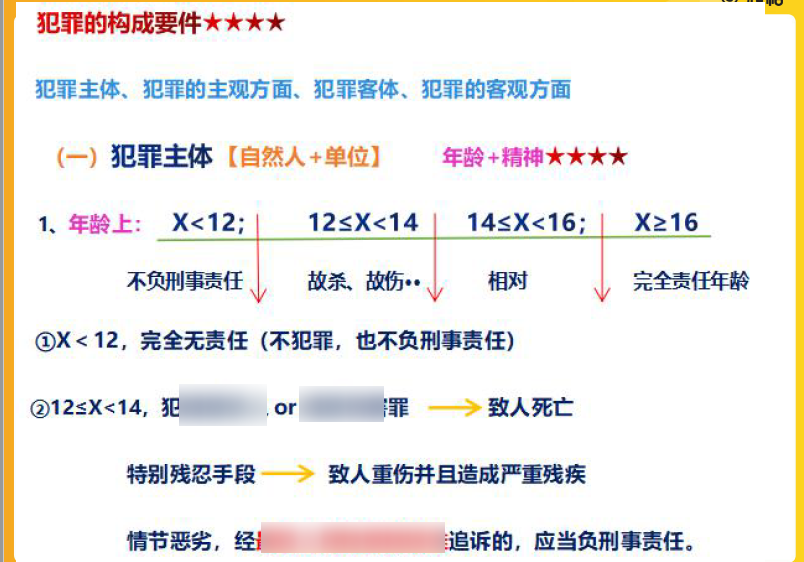 犯罪的构成要件★★★★
犯罪主体、犯罪的主观方面、犯罪客体、犯罪的客观方面
（一）犯罪主体【自然人+单位】 年龄+精神★★★★
1、年龄上： X<12； 12≤X<14 14≤X<16； X≥16
不负刑事责任 故杀、故伤•• 相对 完全责任年龄
①X＜12，完全无责任（不犯罪，也不负刑事责任）
②12≤X<14，犯 or 罪 → 致人死亡
特别残忍手段 → 致人重伤并且造成严重残疾
情节恶劣，经 追诉的，应当负刑事责任。